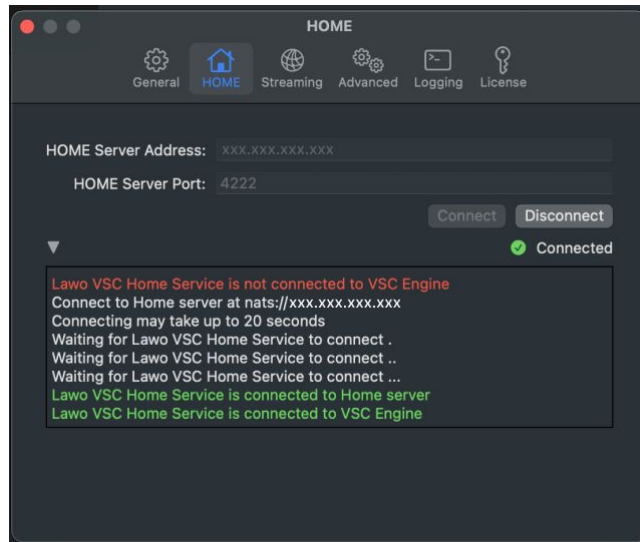 HOME
General HOME Streaming Advanced Logging License
HOME Server Address: xxx.xxx.xxx.xxx
HOME Server Port: 4222
Connect Disconnect
Connected
Lawo VSC Home Service is not connected to VSC Engine
Connect to Home server at nats://xxx.xxx.xxx.xxx
Connecting may take up to 20 seconds
Waiting for Lawo VSC Home Service to connect .
Waiting for Lawo VSC Home Service to connect ..
Waiting for Lawo VSC Home Service to connect ...
Lawo VSC Home Service is connected to Home server
Lawo VSC Home Service is connected to VSC Engine